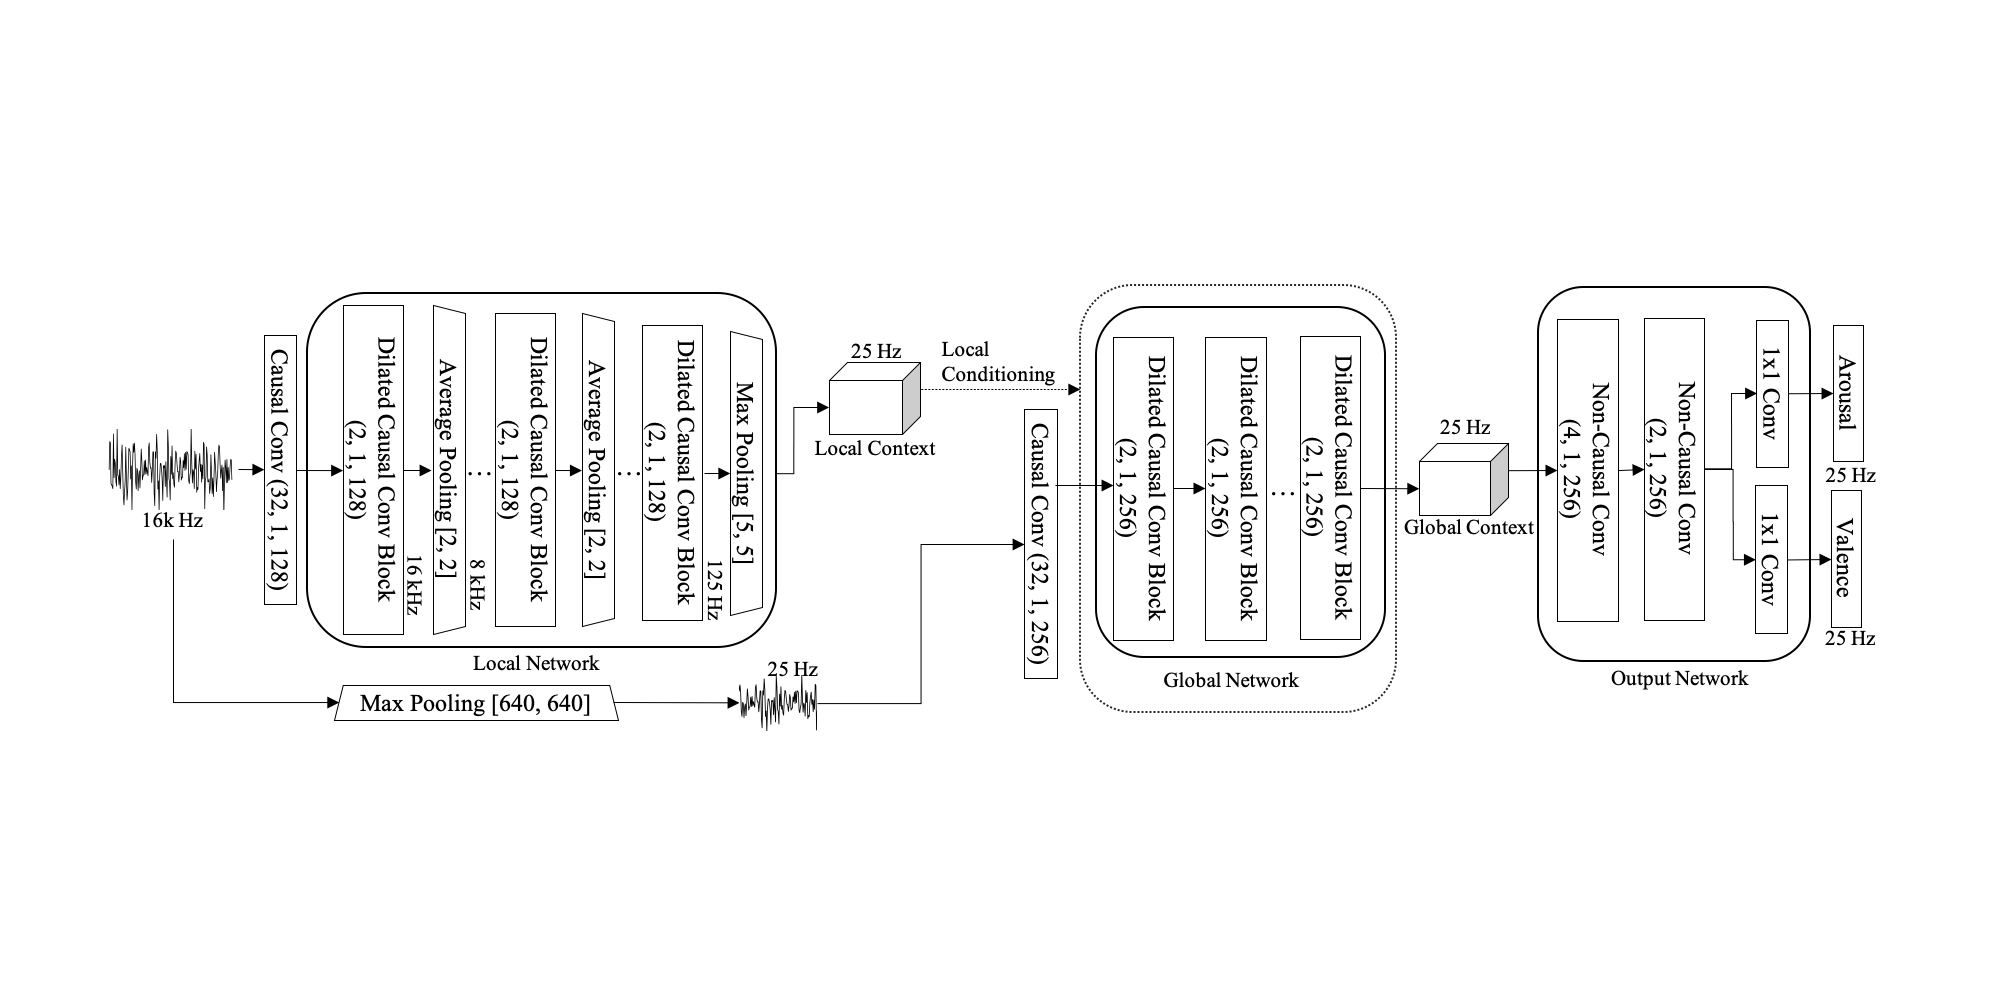 16k Hz
Causal Conv (32, 1, 128)
Dilated Causal Conv Block
(2, 1, 128)
16 kHz
Average Pooling [2, 2]
8 kHz
...
Dilated Causal Conv Block
(2, 1, 128)
Average Pooling [2, 2]
...
Dilated Causal Conv Block
(2, 1, 128)
125 Hz
Max Pooling [5, 5]
Local Network
25 Hz
Local Context
Local
Conditioning
Max Pooling [640, 640]
25 Hz
Causal Conv (32, 1, 256)
Dilated Causal Conv Block
(2, 1, 256)
Dilated Causal Conv Block
(2, 1, 256)
...
Dilated Causal Conv Block
(2, 1, 256)
Global Network
25 Hz
Global Context
Non-Causal Conv
(4, 1, 256)
Non-Causal Conv
(2, 1, 256)
1x1 Conv
1x1 Conv
Output Network
Arousal
25 Hz
Valence
25 Hz